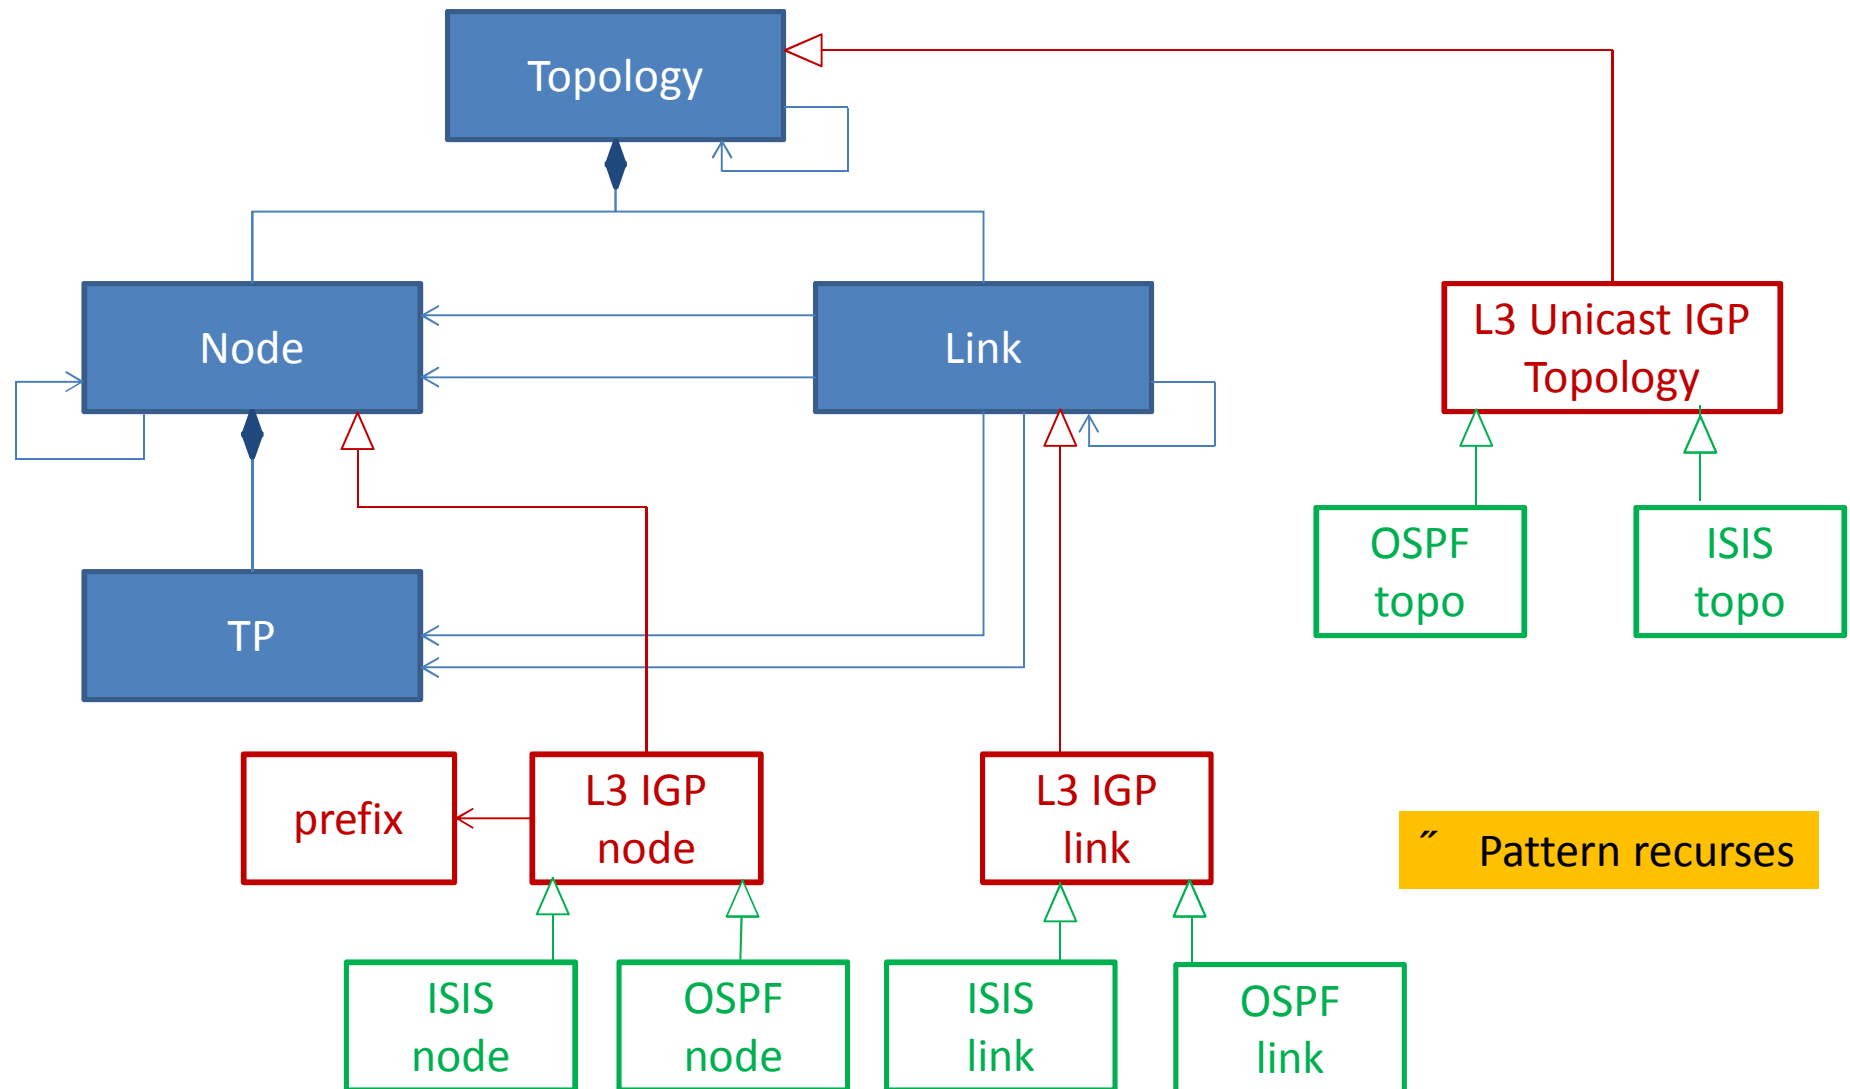 Topology
Node
Link
L3 Unicast IGP
Topology
OSPF
topo
ISIS
topo
TP
prefix
L3 IGP
node
L3 IGP
link
˝ Pattern recurses
ISIS
node
OSPF
node
ISIS
link
OSPF
link